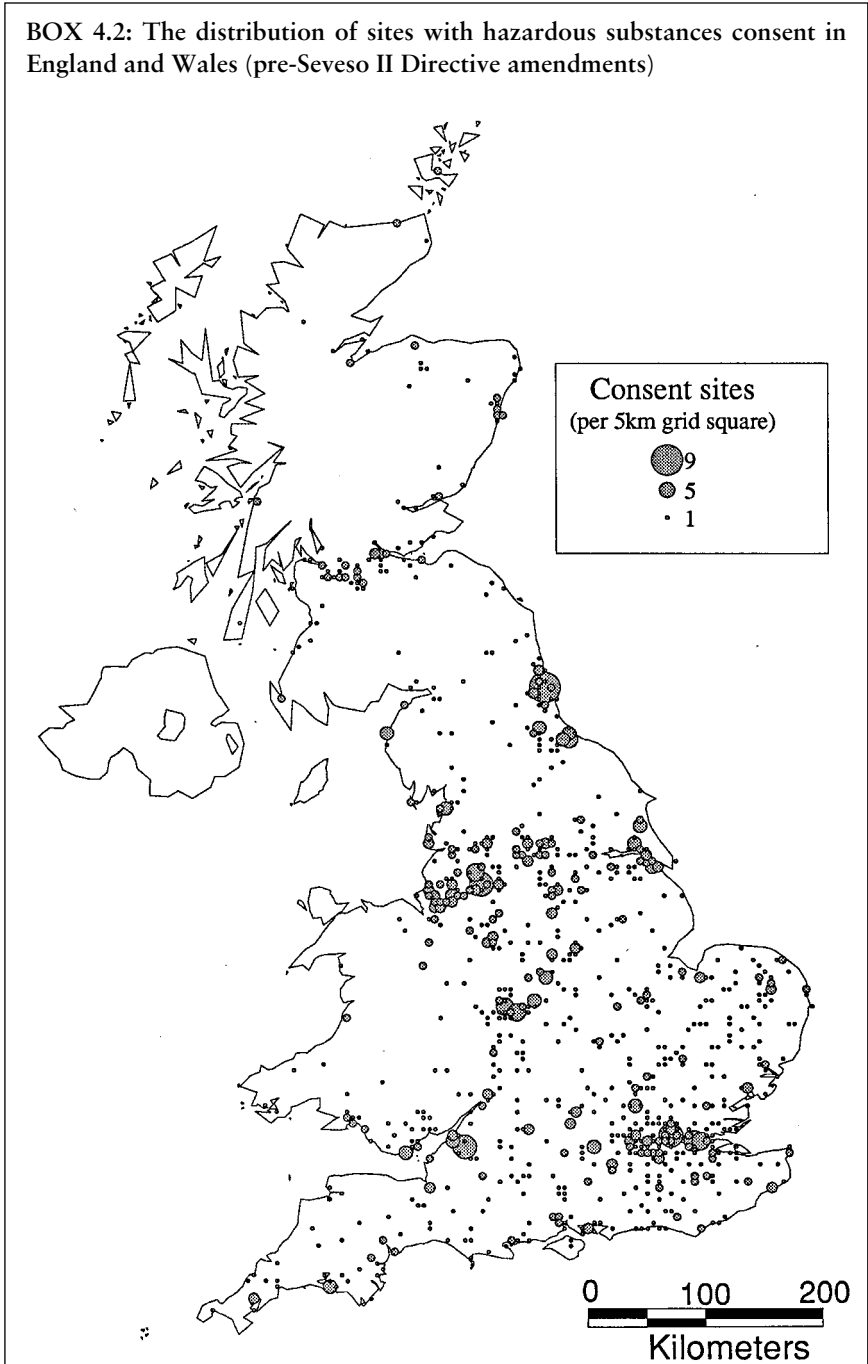 BOX 4.2: The distribution of sites with hazardous substances consent in
England and Wales (pre-Seveso II Directive amendments)
Consent sites
(per 5km grid square)
9
5
1
0 100 200
Kilometers